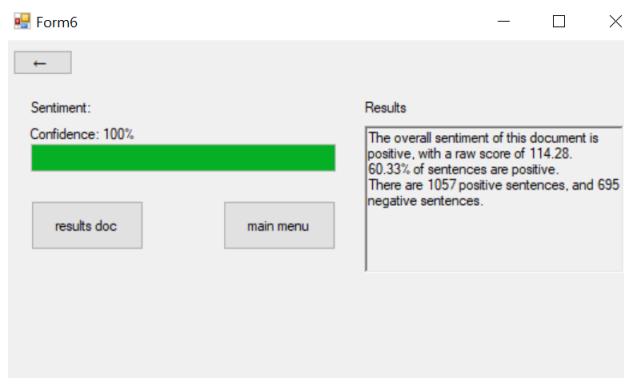 Form6
←
Sentiment:
Confidence: 100%
results doc
main menu
Results
The overall sentiment of this document is
positive, with a raw score of 114.28.
60.33% of sentences are positive.
There are 1057 positive sentences, and 695
negative sentences.